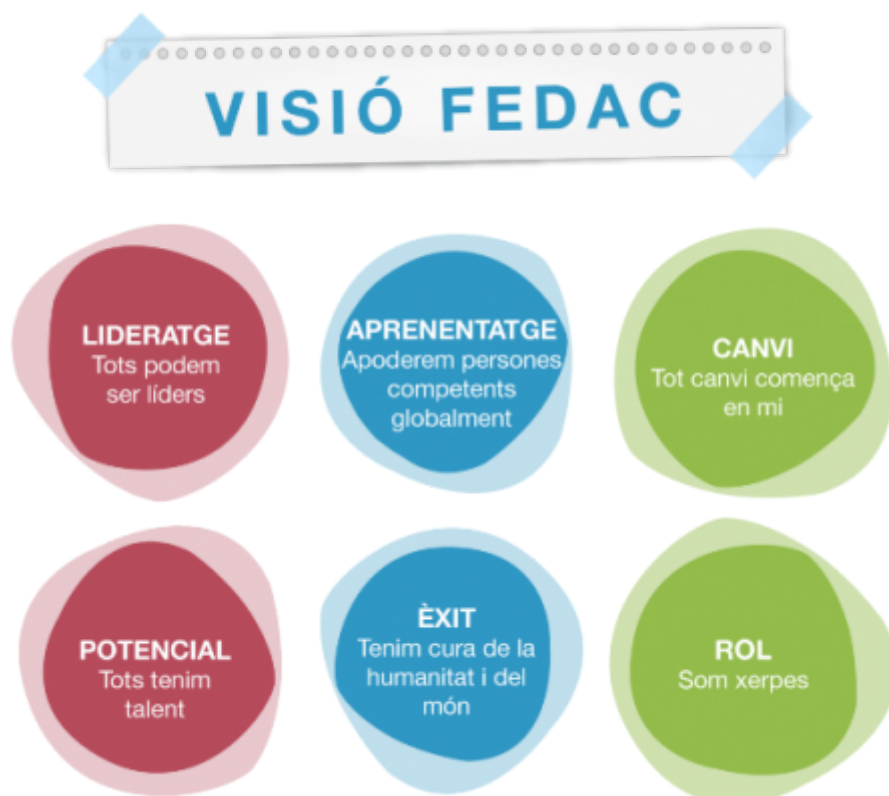 VISIÓ FEDAC
LIDERATGE
Tots podem
ser líders
APRENENTATGE
Apoderem persones
competents
globalment
CANVI
Tot canvi comença
en mi
POTENCIAL
Tots tenim
talent
ÈXIT
Tenim cura de la
humanitat i del
món
ROL
Som xerpes